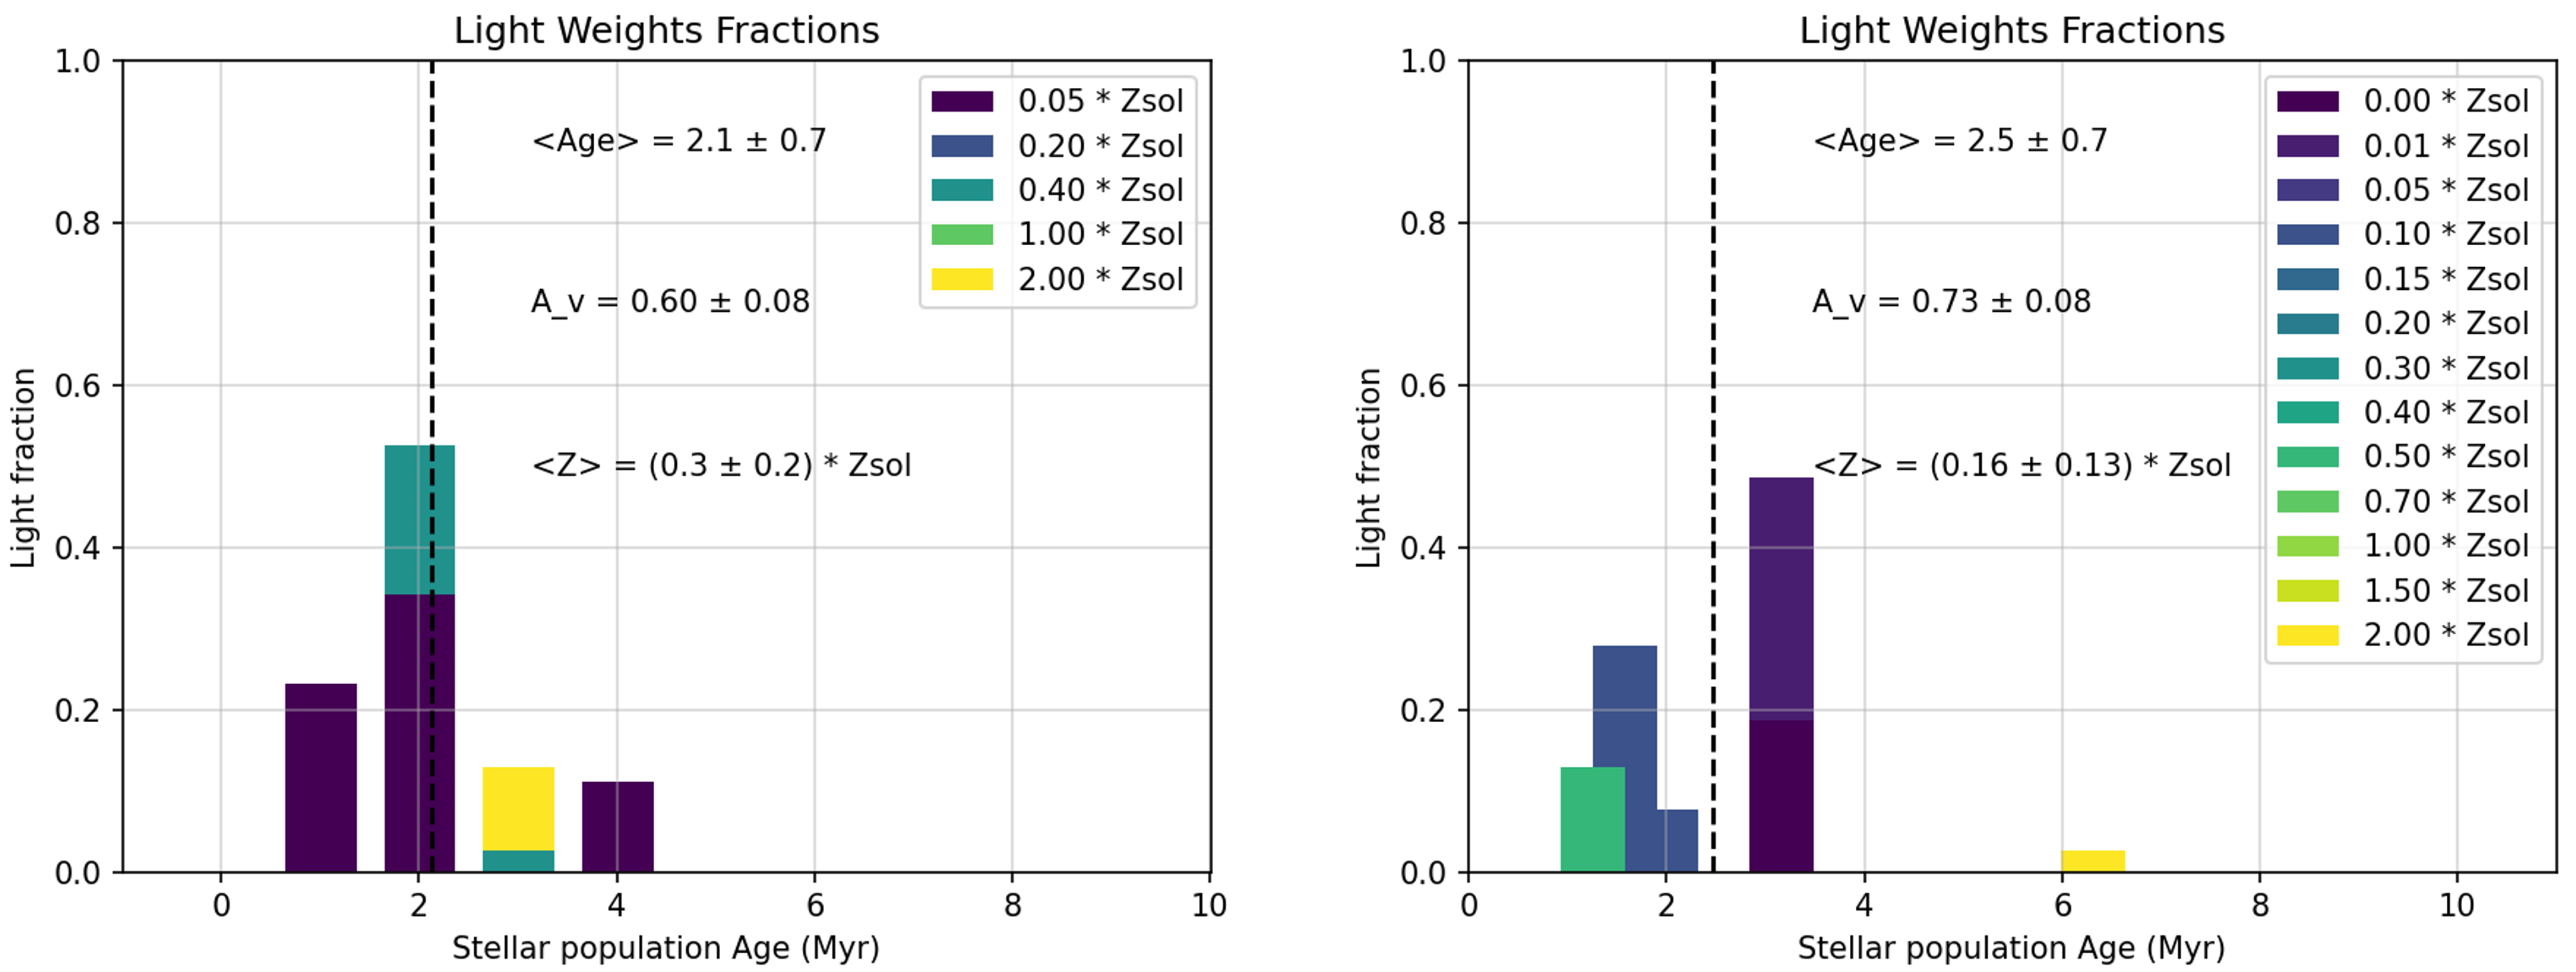 Light Weights Fractions
1.0
0.8
0.6
0.4
0.2
0.0
Light fraction
<Age> = 2.1 ± 0.7
A_v = 0.60 ± 0.08
<Z> = (0.3 ± 0.2) * Zsol
0.05 * Zsol
0.20 * Zsol
0.40 * Zsol
1.00 * Zsol
2.00 * Zsol
0 2 4 6 8 10
Stellar population Age (Myr)
Light Weights Fractions
1.0
0.8
0.6
0.4
0.2
0.0
Light fraction
<Age> = 2.5 ± 0.7
A_v = 0.73 ± 0.08
<Z> = (0.16 ± 0.13) * Zsol
0.00 * Zsol
0.01 * Zsol
0.05 * Zsol
0.10 * Zsol
0.15 * Zsol
0.20 * Zsol
0.30 * Zsol
0.40 * Zsol
0.50 * Zsol
0.70 * Zsol
1.00 * Zsol
1.50 * Zsol
2.00 * Zsol
0 2 4 6 8 10
Stellar population Age (Myr)